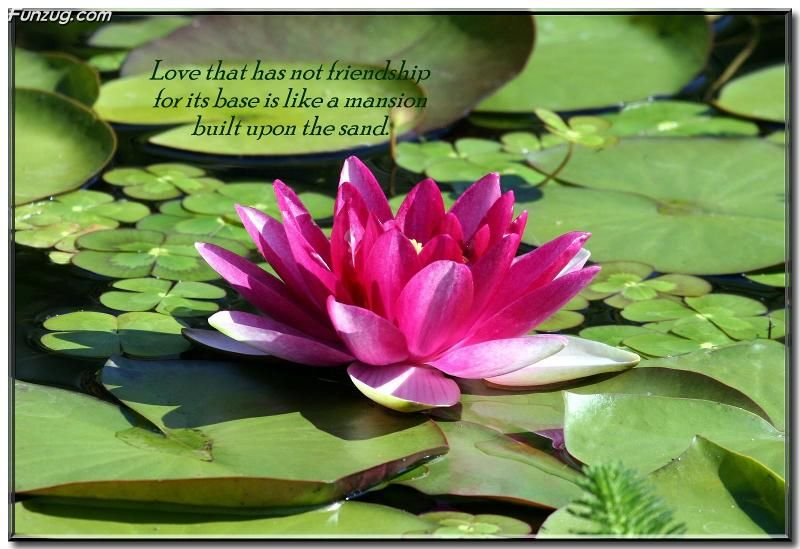 Funzug.com
Love that has not friendship
for its base is like a mansion
built upon the sand.